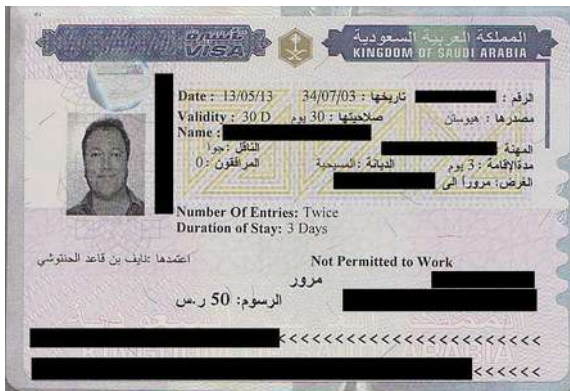 تأشيرة VISA المملكة العربية السعودية
KINGDOM OF SAUDI ARABIA
Date : 13/05/13 تاريخها : 34/07/03 الرقم :
Validity : 30 D صلاحيتها : 30 يوم مصدرها : هيوستن
Name :
الناقل : جوا المهنة
المرافقون : 0 الديانة : المسيحية مدةالإقامة : 3 يوم
الغرض: مروراً الى
Number Of Entries: Twice
Duration of Stay: 3 Days
اعتمدها :نايف بن قاعد الحنتوشي Not Permitted to Work
مرور
الرسوم: 50 ر.س
<<<<<<<<<<<<<<<<<<<<<<
<<<<<<